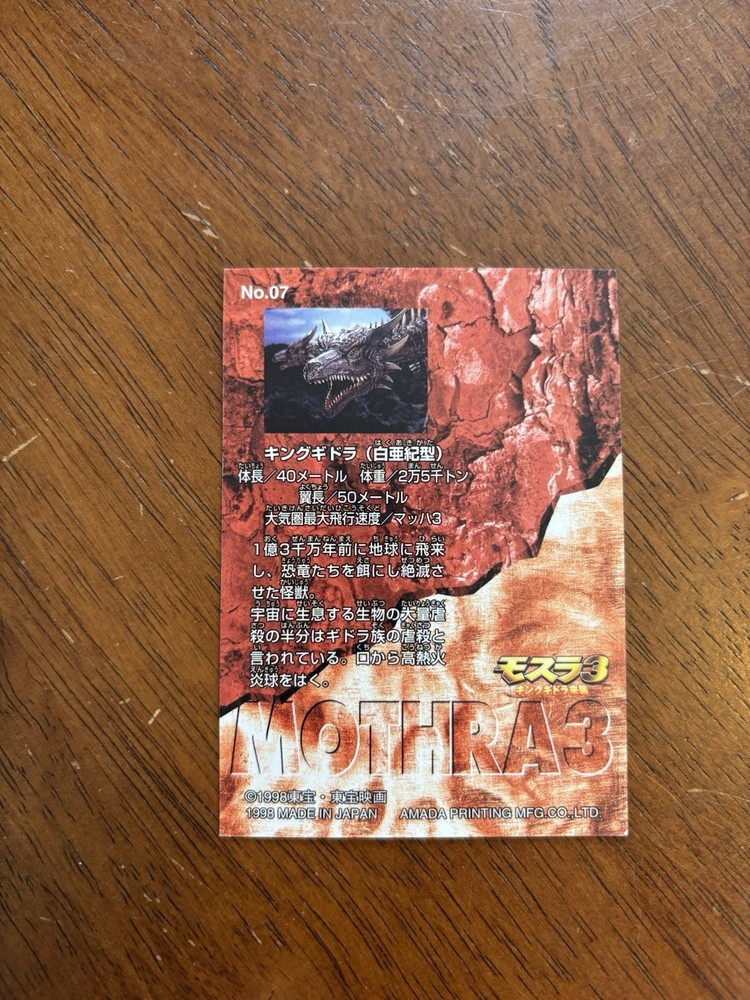 No.07
キングギドラ（白亜紀型）
体長／40メートル　体重／2万5千トン
翼長／50メートル
大気圏最大飛行速度／マッハ3
1億3千万年前に地球に飛来
し、恐竜たちを餌にし絶滅さ
せた怪獣。
宇宙に生息する生物の大量虐
殺の半分はギドラ族の虐殺と
言われている。口から高熱火
炎球をはく。
モスラ3
キングギドラ来襲
MOTHRA3
©1998東宝・東宝映画
1998 MADE IN JAPAN　AMADA PRINTING MFG.CO.,LTD.